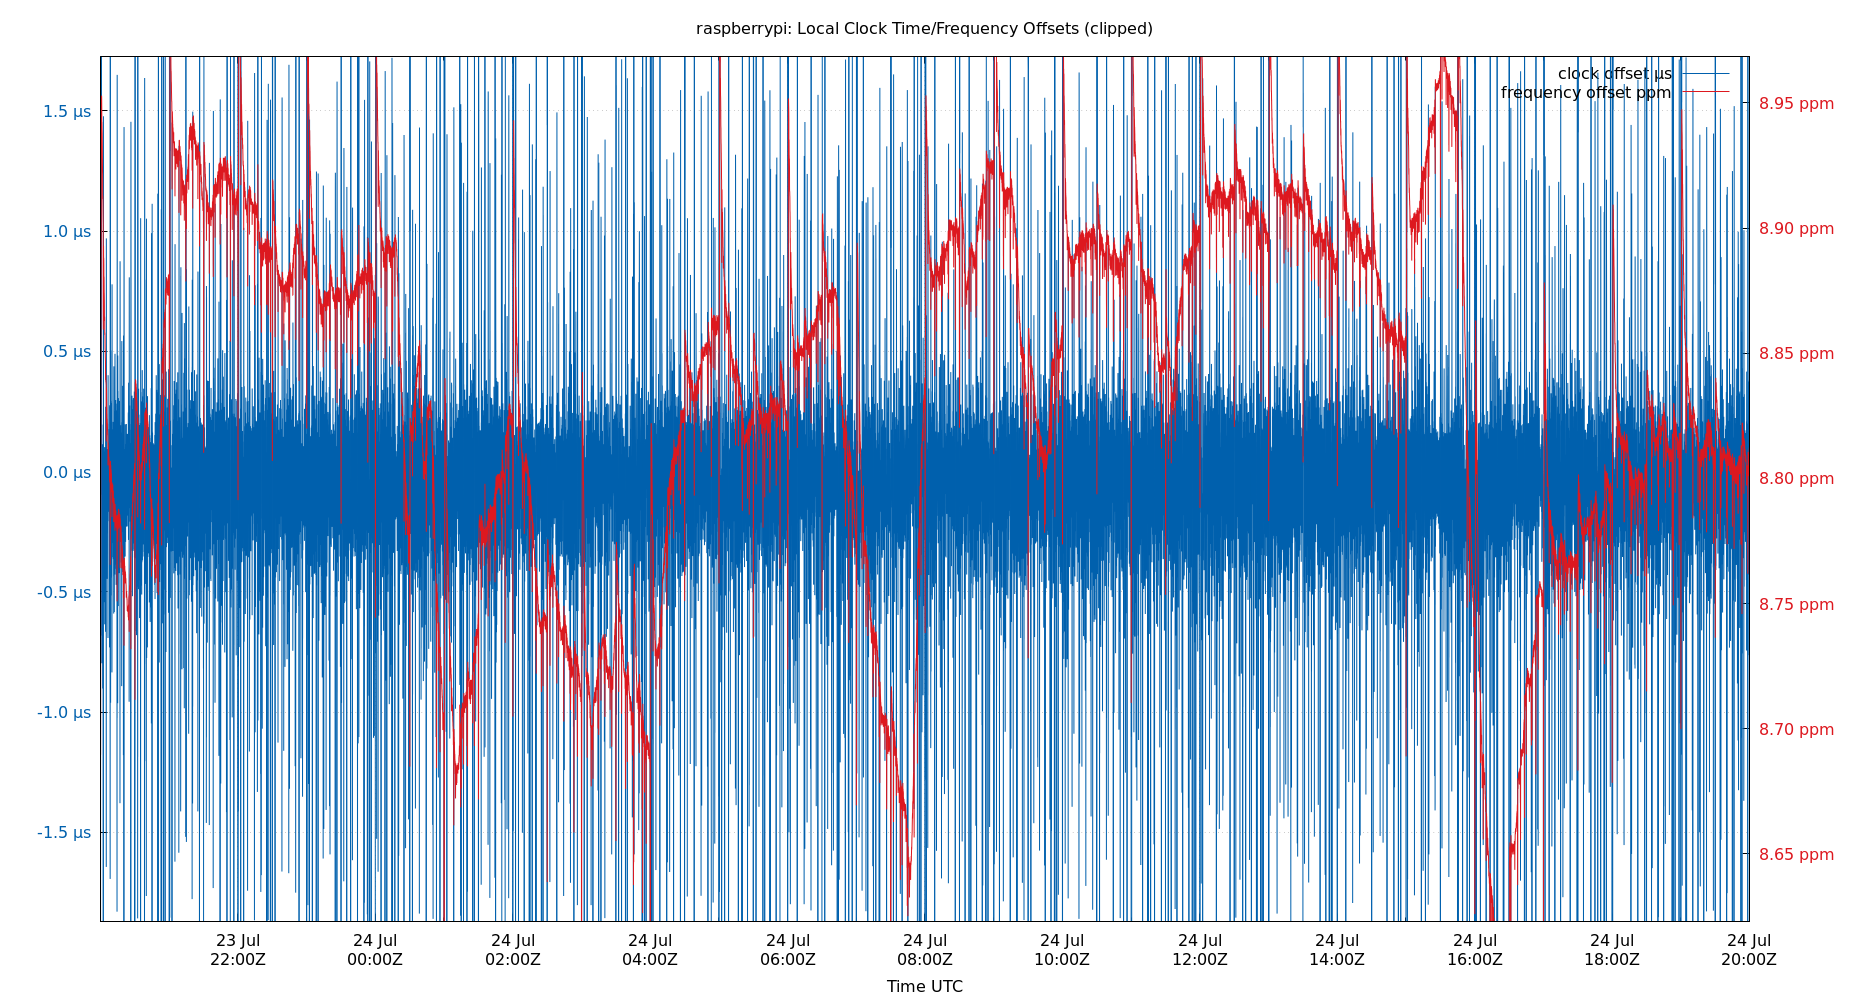 raspberrypi: Local Clock Time/Frequency Offsets (clipped)
clock offset µs
frequency offset ppm
1.5 µs
1.0 µs
0.5 µs
0.0 µs
-0.5 µs
-1.0 µs
-1.5 µs
8.95 ppm
8.90 ppm
8.85 ppm
8.80 ppm
8.75 ppm
8.70 ppm
8.65 ppm
23 Jul 24 Jul 24 Jul 24 Jul 24 Jul 24 Jul 24 Jul 24 Jul 24 Jul 24 Jul 24 Jul 24 Jul
22:00Z 00:00Z 02:00Z 04:00Z 06:00Z 08:00Z 10:00Z 12:00Z 14:00Z 16:00Z 18:00Z 20:00Z
Time UTC